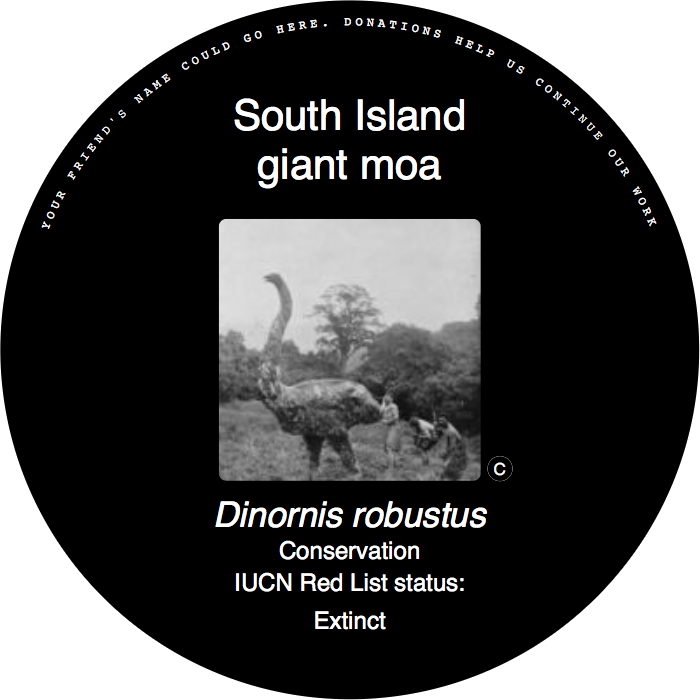 YOUR FRIEND'S NAME COULD GO HERE. DONATIONS HELP US CONTINUE OUR WORK
South Island
giant moa
C
Dinornis robustus
Conservation
IUCN Red List status:
Extinct